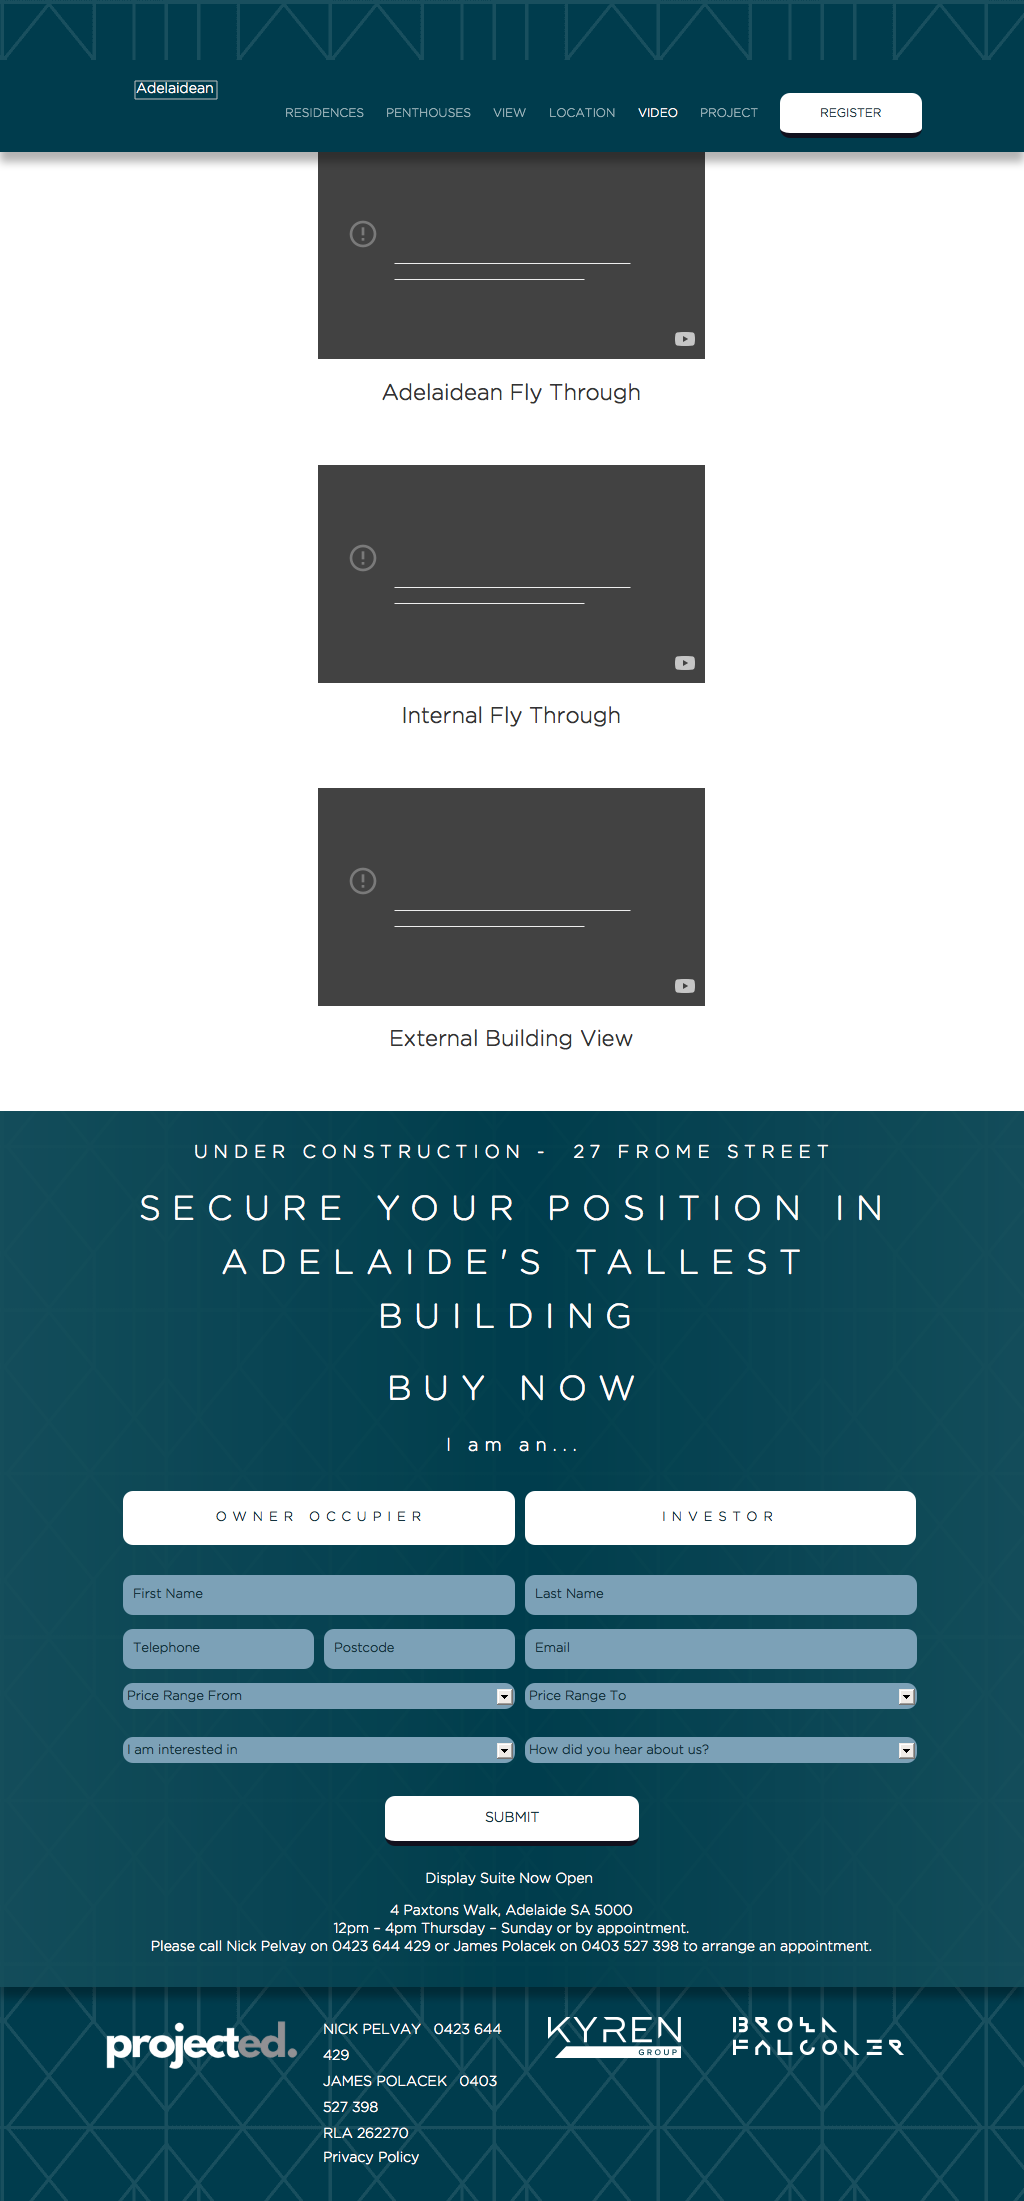 Adelaidean
RESIDENCES PENTHOUSES VIEW LOCATION VIDEO PROJECT REGISTER
Adelaidean Fly Through
Internal Fly Through
External Building View
UNDER CONSTRUCTION - 27 FROME STREET
SECURE YOUR POSITION IN
ADELAIDE'S TALLEST
BUILDING
BUY NOW
I am an...
OWNER OCCUPIER INVESTOR
First Name Last Name
Telephone Postcode Email
Price Range From Price Range To
I am interested in How did you hear about us?
SUBMIT
Display Suite Now Open
4 Paxtons Walk, Adelaide SA 5000
12pm – 4pm Thursday – Sunday or by appointment.
Please call Nick Pelvay on 0423 644 429 or James Polacek on 0403 527 398 to arrange an appointment.
projected.
NICK PELVAY 0423 644
429
JAMES POLACEK 0403
527 398
RLA 262270
Privacy Policy
KYREN
GROUP
BROWN
FALCONER